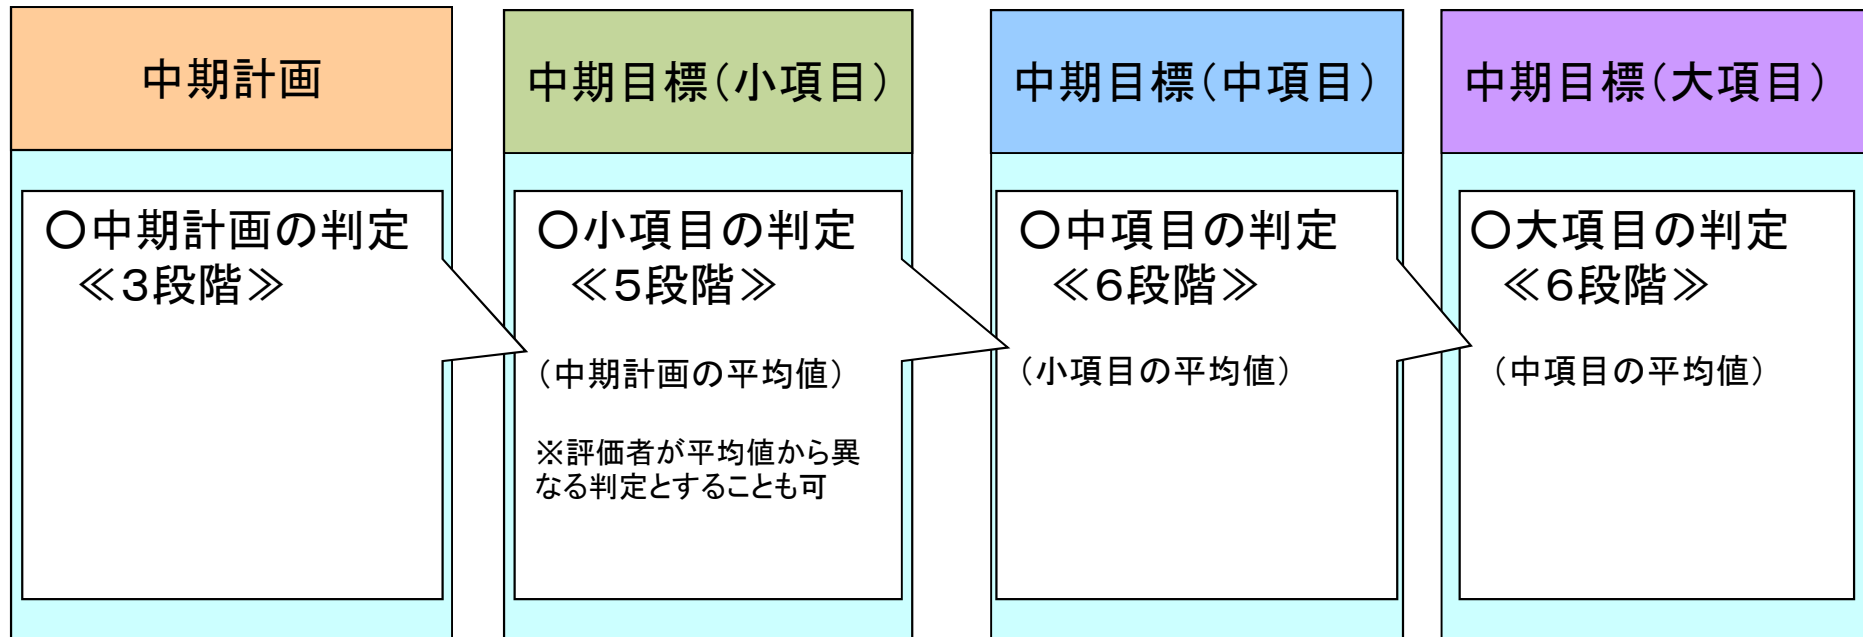 中期計画
〇中期計画の判定
≪3段階≫
中期目標(小項目)
〇小項目の判定
≪5段階≫
(中期計画の平均値)
※評価者が平均値から異
なる判定とすることも可
中期目標(中項目)
〇中項目の判定
≪6段階≫
(小項目の平均値)
中期目標(大項目)
〇大項目の判定
≪6段階≫
(中項目の平均値)